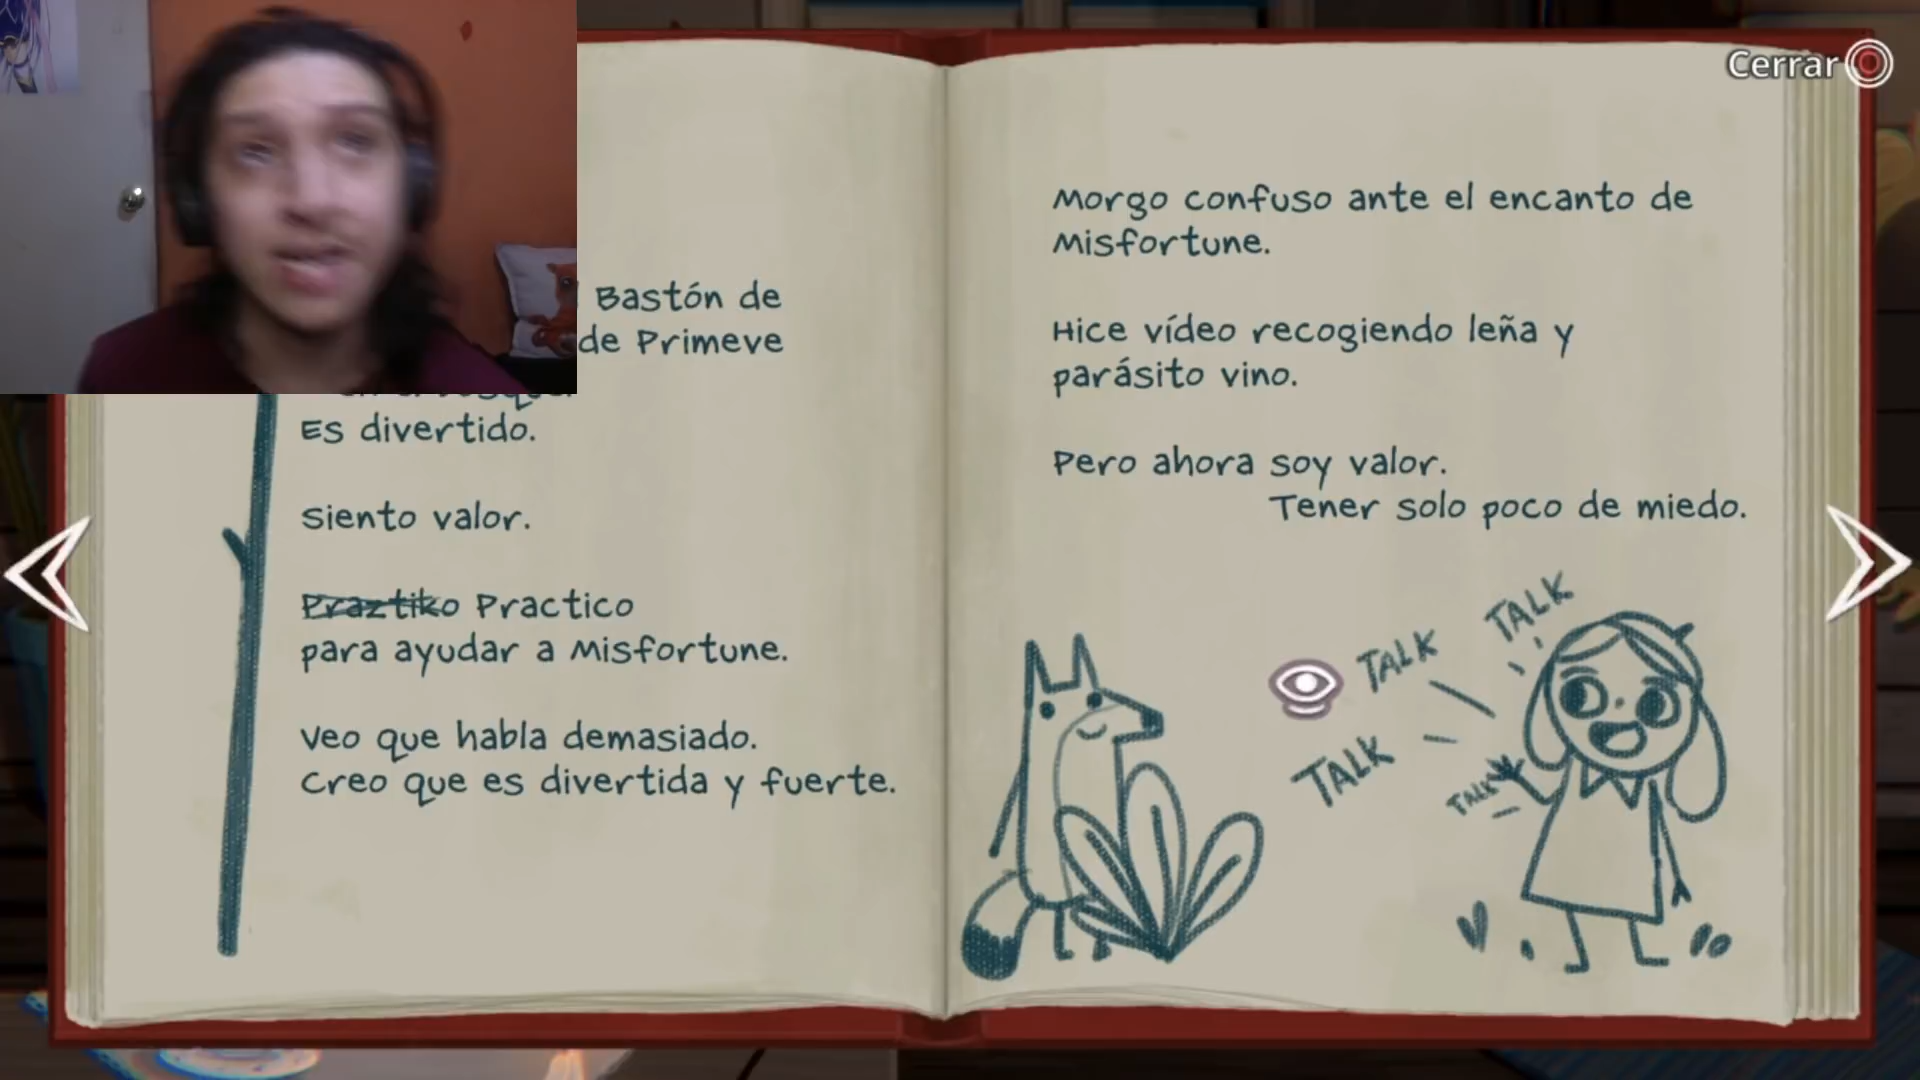 Cerrar
Bastón de
de Primeve
Es divertido.
Siento valor.
Praztiko Practico
para ayudar a Misfortune.
Veo que habla demasiado.
Creo que es divertida y fuerte.
Morgo confuso ante el encanto de
Misfortune.
Hice vídeo recogiendo leña y
parásito vino.
Pero ahora soy valor.
Tener solo poco de miedo.
TALK
TALK
TALK
TALK